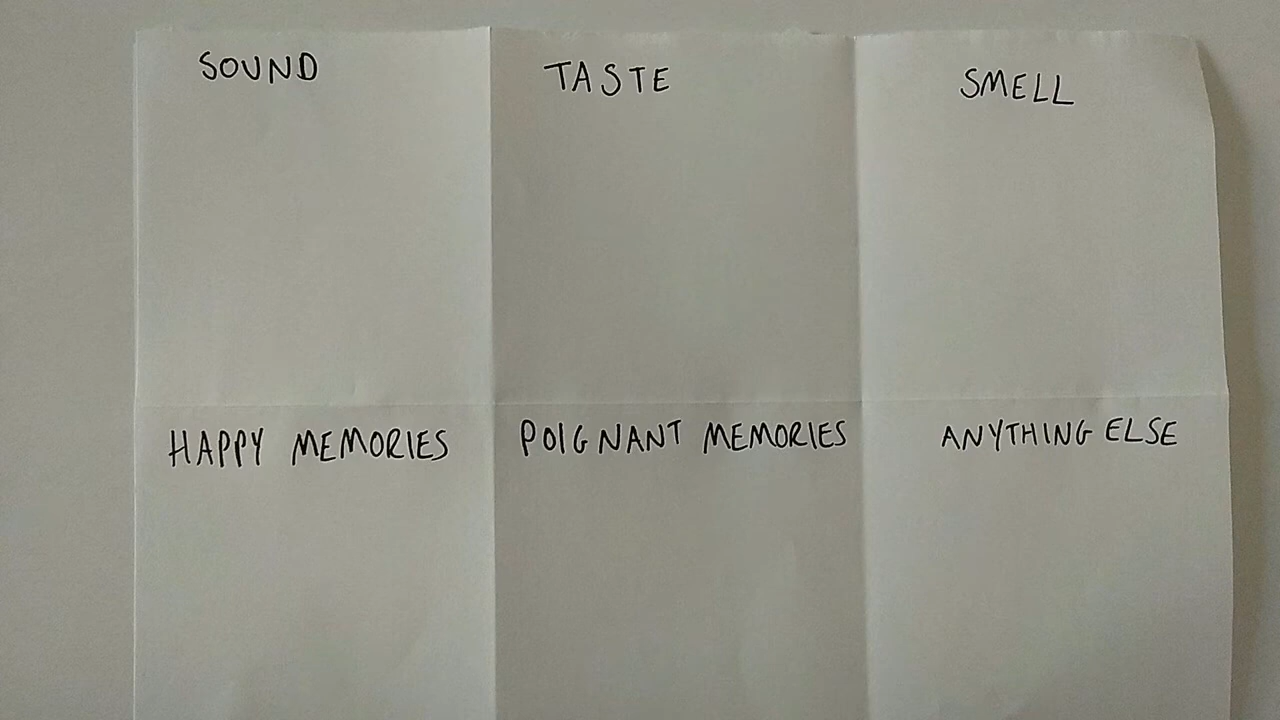 SOUND
TASTE
SMELL
HAPPY MEMORIES
POIGNANT MEMORIES
ANYTHING ELSE